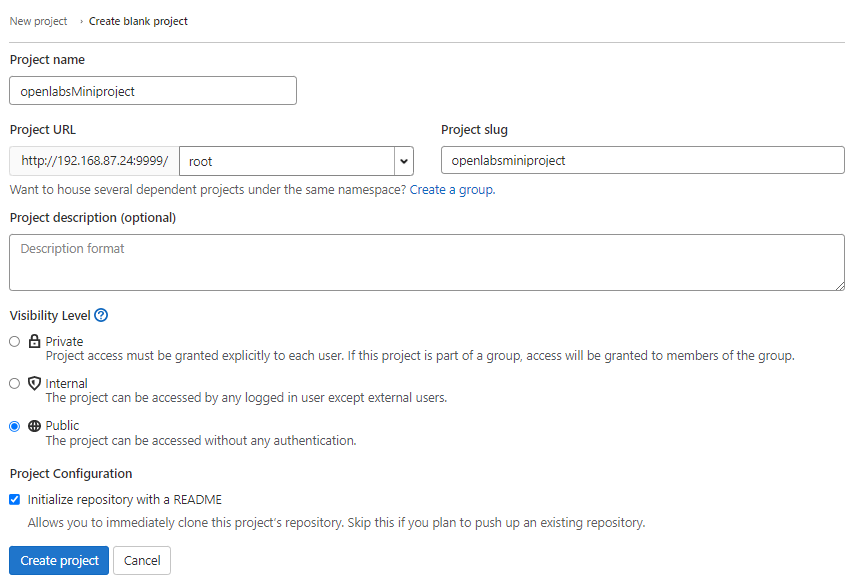 New project › Create blank project
Project name
openlabsMiniproject
Project URL
Project slug
http://192.168.87.24:9999/ root
openlabsminiproject
Want to house several dependent projects under the same namespace? Create a group.
Project description (optional)
Description format
Visibility Level
Private
Project access must be granted explicitly to each user. If this project is part of a group, access will be granted to members of the group.
Internal
The project can be accessed by any logged in user except external users.
Public
The project can be accessed without any authentication.
Project Configuration
Initialize repository with a README
Allows you to immediately clone this project’s repository. Skip this if you plan to push up an existing repository.
Create project Cancel